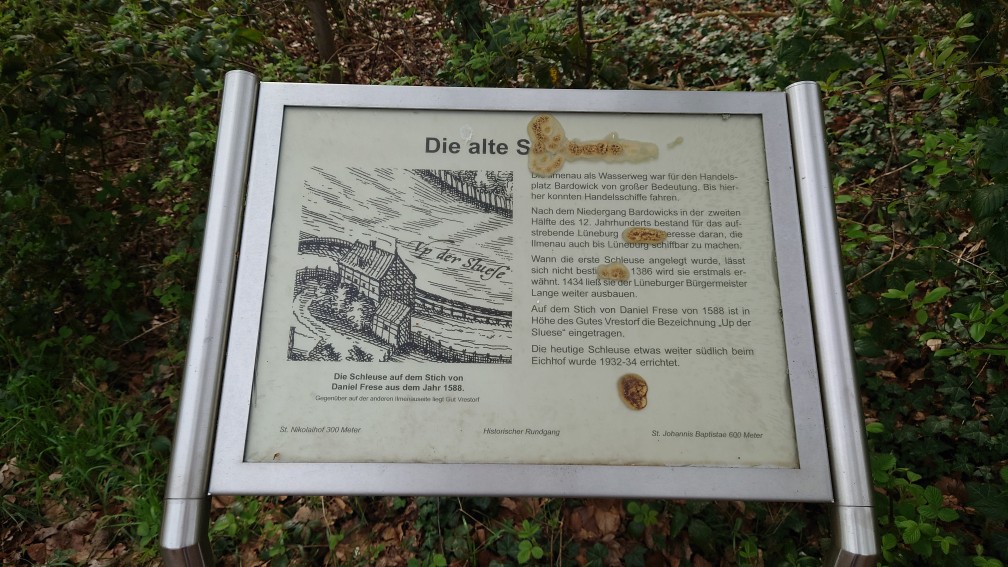 Die alte S
Up der Sluese
Die Schleuse auf dem Stich von
Daniel Frese aus dem Jahr 1588.
Gegenüber auf der anderen Ilmenauseite liegt Gut Vrestorf
Die Ilmenau als Wasserweg war für den Handels-
platz Bardowick von großer Bedeutung. Bis hier-
her konnten Handelsschiffe fahren.
Nach dem Niedergang Bardowicks in der zweiten
Hälfte des 12. Jahrhunderts bestand für das auf-
strebende Lüneburg eresse daran, die
Ilmenau auch bis Lüneburg schiffbar zu machen.
Wann die erste Schleuse angelegt wurde, lässt
sich nicht besti 1386 wird sie erstmals er-
wähnt. 1434 ließ sie der Lüneburger Bürgermeister
Lange weiter ausbauen.
Auf dem Stich von Daniel Frese von 1588 ist in
Höhe des Gutes Vrestorf die Bezeichnung „Up der
Sluese" eingetragen.
Die heutige Schleuse etwas weiter südlich beim
Eichhof wurde 1932-34 errichtet.
St. Nikolaihof 300 Meter
Historischer Rundgang
St. Johannis Baptistae 600 Meter